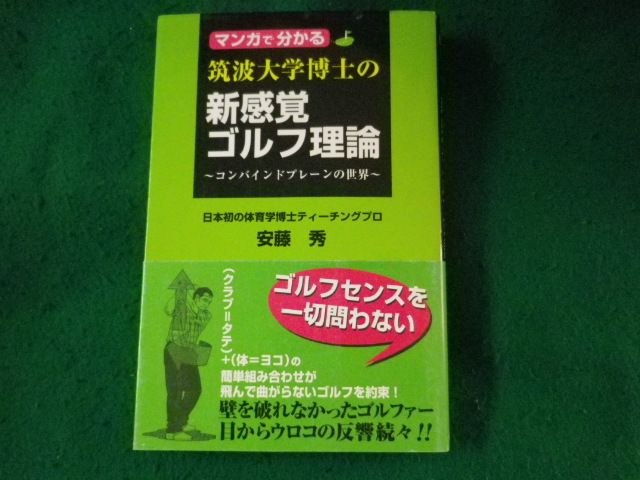 マンガで分かる
筑波大学博士の
新感覚
ゴルフ理論
～コンバインドプレーンの世界～
日本初の体育学博士ティーチングプロ
安藤 秀
ゴルフセンスを
一切問わない
(クラブ=タテ)
+(体=ヨコ)の
簡単組み合わせが
飛んで曲がらないゴルフを約束!
壁を破れなかったゴルファー
目からウロコの反響続々!!